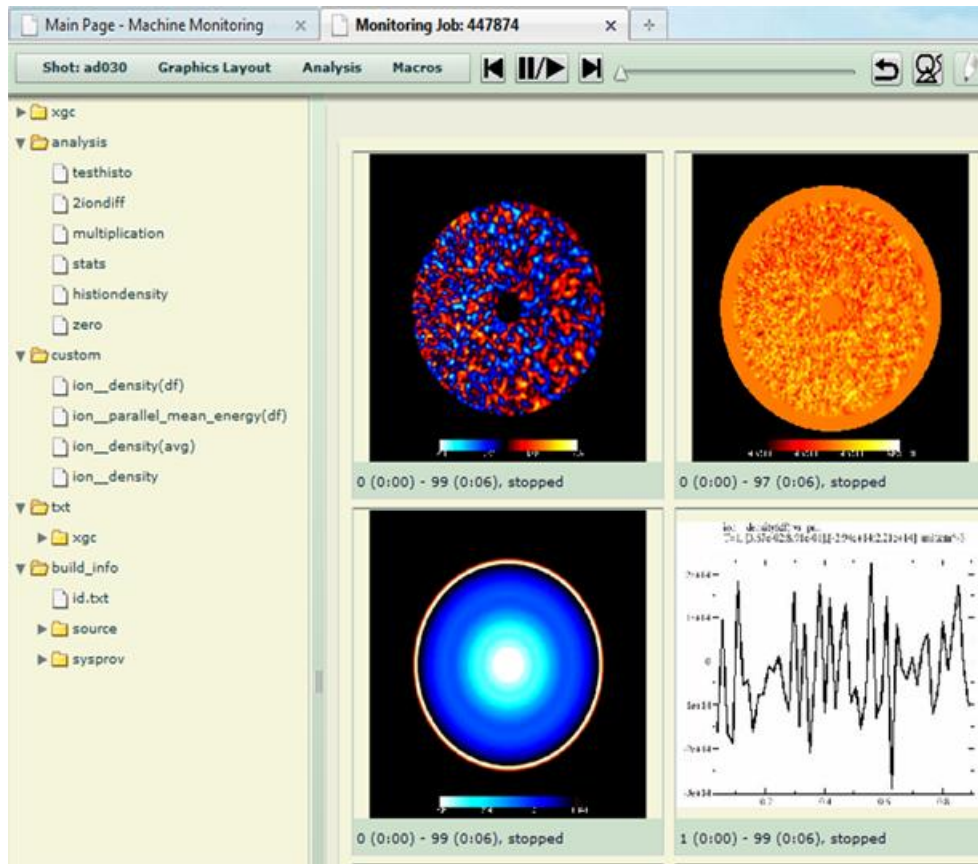 Main Page - Machine Monitoring
Monitoring Job: 447874
Shot: ad030 Graphics Layout Analysis Macros
xgc
analysis
testhisto
2iondiff
multiplication
stats
histiondensity
zero
custom
ion__density(df)
ion__parallel_mean_energy(df)
ion__density(avg)
ion__density
txt
xgc
build_info
id.txt
source
sysprov
0 (0:00) - 99 (0:06), stopped
0 (0:00) - 97 (0:06), stopped
0 (0:00) - 99 (0:06), stopped
1 (0:00) - 99 (0:06), stopped